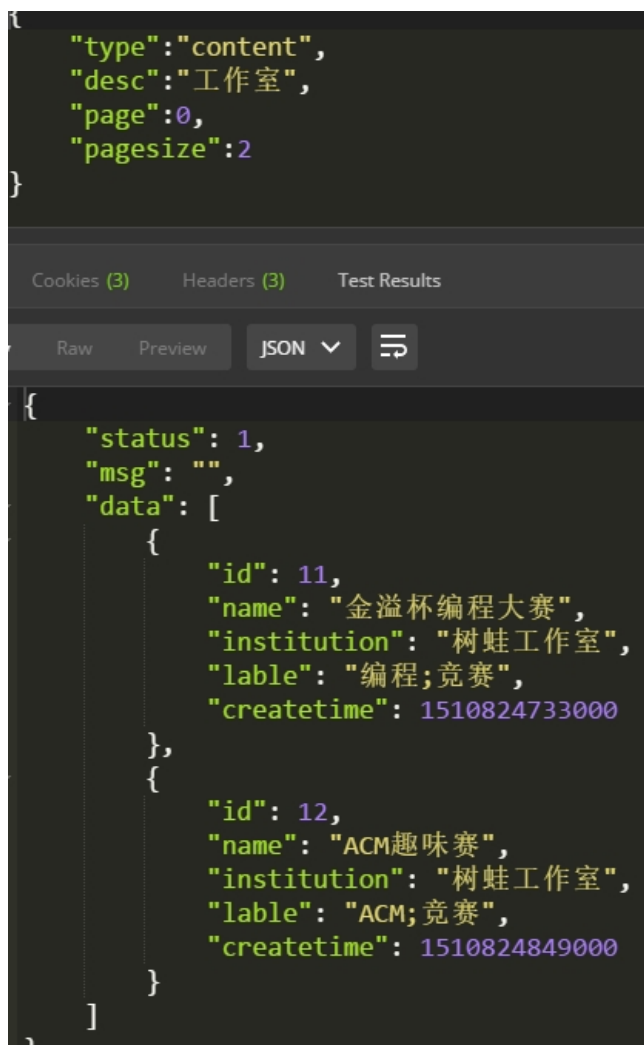 {
"type":"content",
"desc":"工作室",
"page":0,
"pagesize":2
}
Cookies (3) Headers (3) Test Results
Raw Preview JSON
{
"status": 1,
"msg": "",
"data": [
{
"id": 11,
"name": "金溢杯编程大赛",
"institution": "树蛙工作室",
"lable": "编程;竞赛",
"createtime": 1510824733000
},
{
"id": 12,
"name": "ACM趣味赛",
"institution": "树蛙工作室",
"lable": "ACM;竞赛",
"createtime": 1510824849000
}
]
}